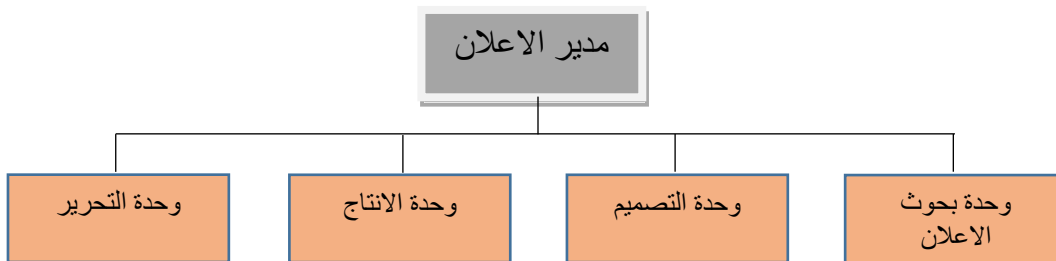 مدير الاعلان
وحدة بحوث
الاعلان
وحدة التصميم
وحدة الانتاج
وحدة التحرير